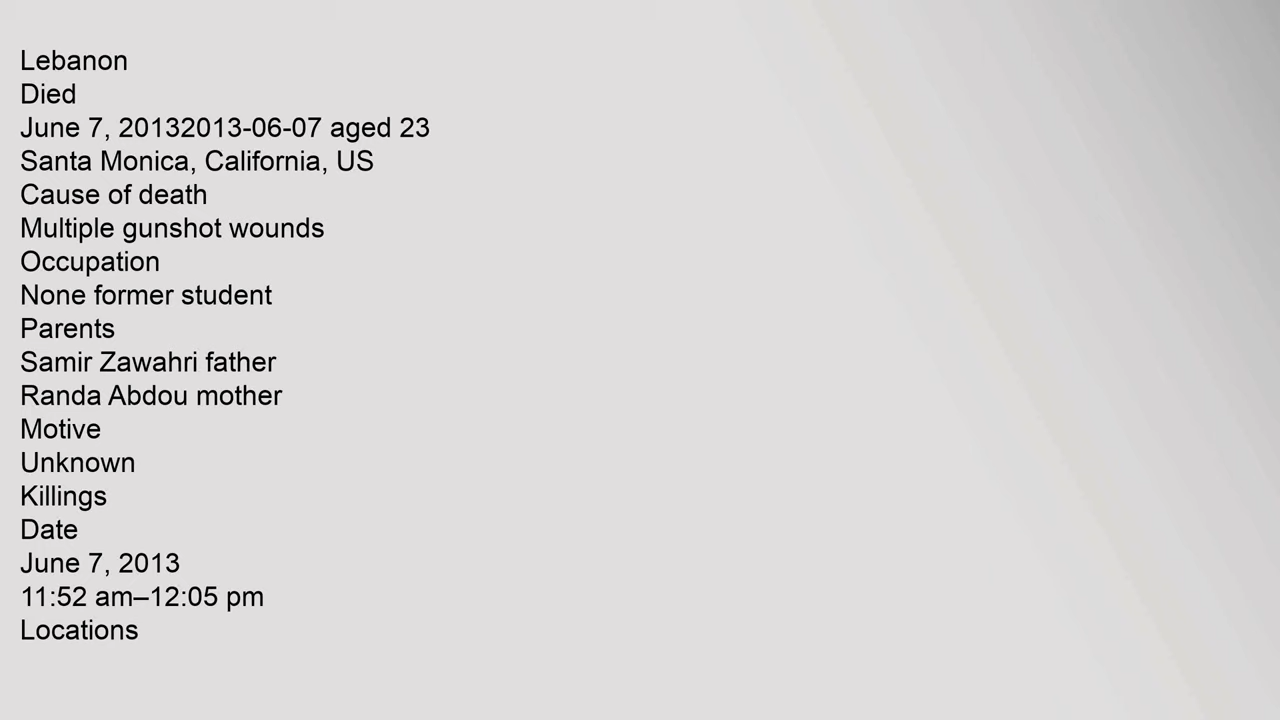 Lebanon
Died
June 7, 20132013-06-07 aged 23
Santa Monica, California, US
Cause of death
Multiple gunshot wounds
Occupation
None former student
Parents
Samir Zawahri father
Randa Abdou mother
Motive
Unknown
Killings
Date
June 7, 2013
11:52 am–12:05 pm
Locations